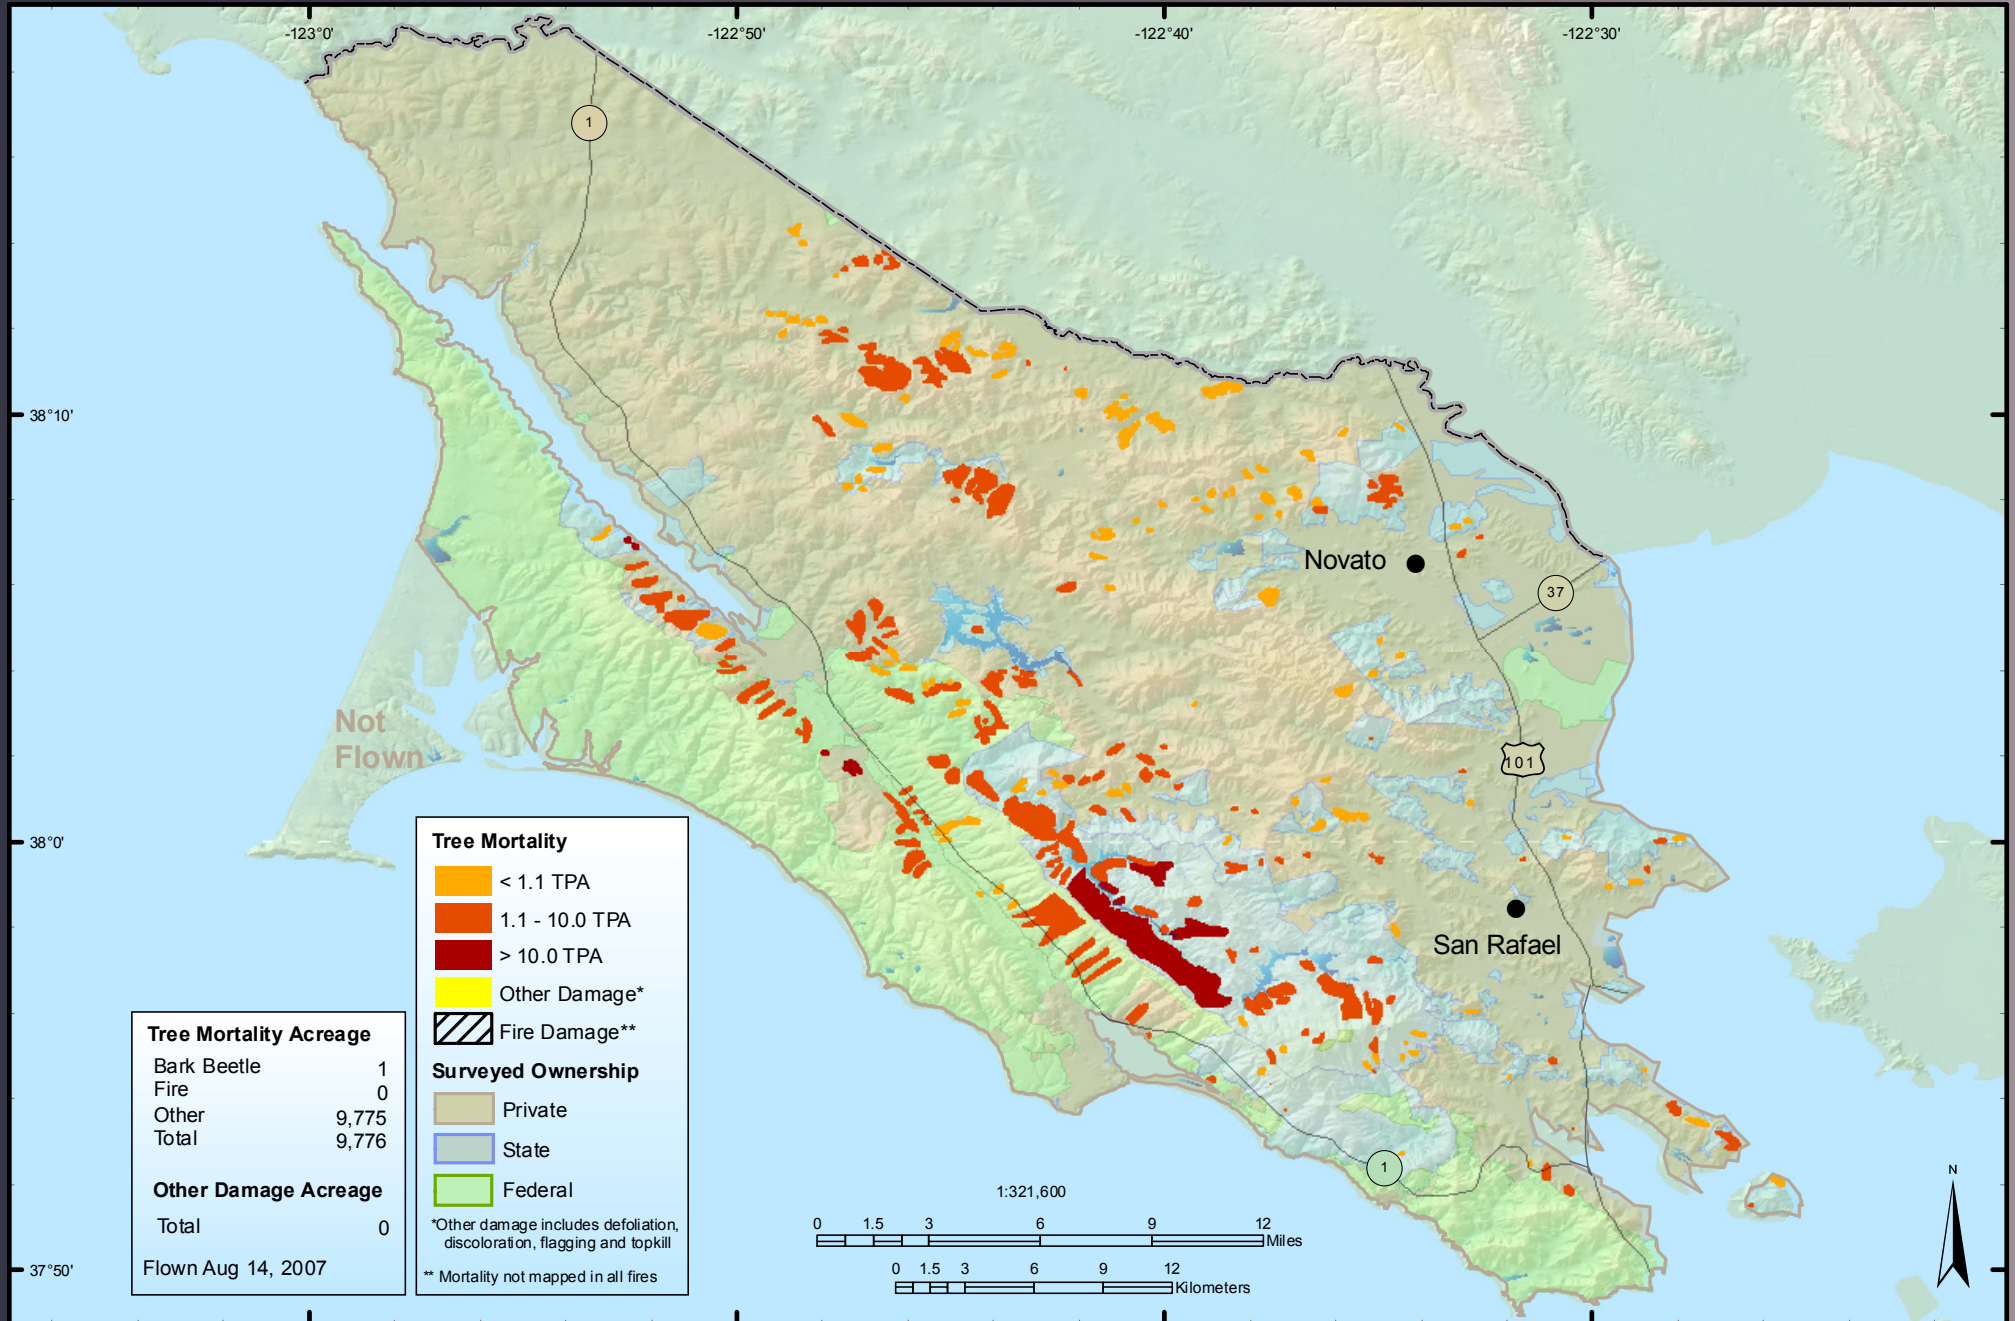 -123°0'
-122°50'
-122°40'
-122°30'
1
38°10'
Novato
37
Not
Flown
101
38°0'
San Rafael
1
37°50'
Tree Mortality
< 1.1 TPA
1.1 - 10.0 TPA
> 10.0 TPA
Other Damage*
Fire Damage**
Surveyed Ownership
Private
State
Federal
*Other damage includes defoliation,
discoloration, flagging and topkill
** Mortality not mapped in all fires
Tree Mortality Acreage
Bark Beetle 1
Fire 0
Other 9,775
Total 9,776
Other Damage Acreage
Total 0
Flown Aug 14, 2007
1:321,600
0 1.5 3 6 9 12
Miles
0 1.5 3 6 9 12
Kilometers
N